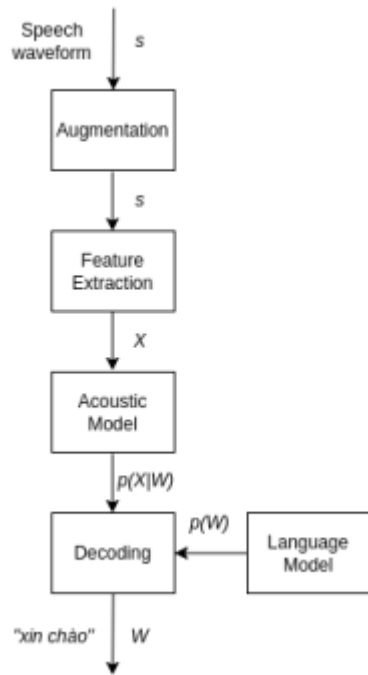 Speech
waveform
s
Augmentation
s
Feature
Extraction
X
Acoustic
Model
p(X|W)
p(W)
Decoding
Language
Model
"xin chào"
W